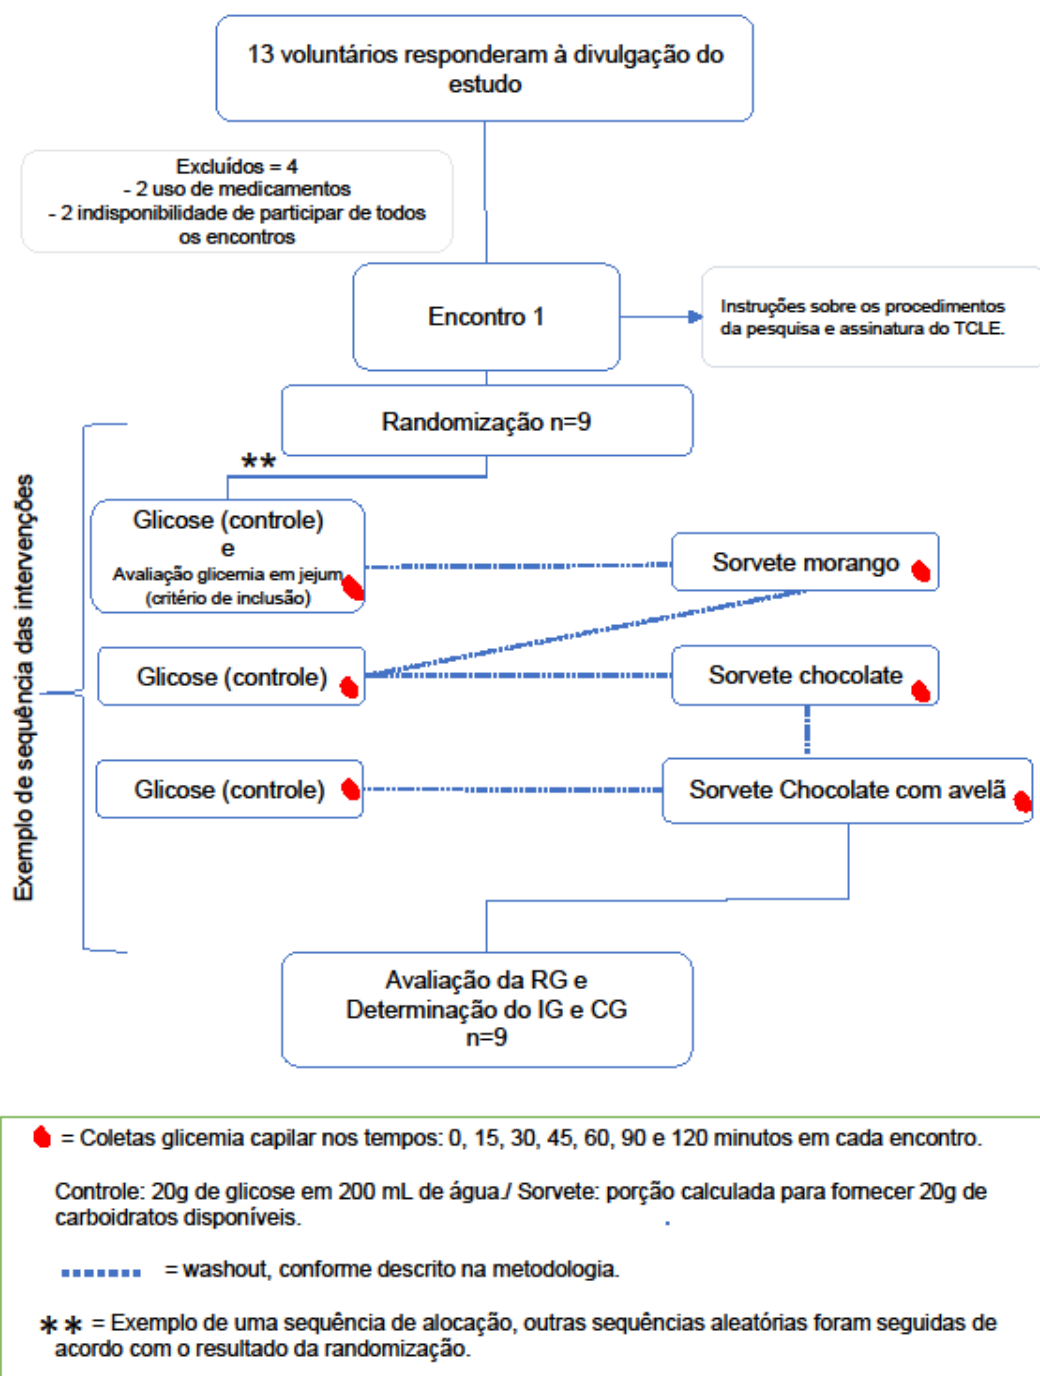 13 voluntários responderam à divulgação do
estudo
Excluídos = 4
- 2 uso de medicamentos
- 2 indisponibilidade de participar de todos
os encontros
Encontro 1
Instruções sobre os procedimentos
da pesquisa e assinatura do TCLE.
Randomização n=9
**
Exemplo de sequência das intervenções
Glicose (controle)
e
Avaliação glicemia em jejum
(critério de inclusão)
Sorvete morango
Glicose (controle)
Sorvete chocolate
Glicose (controle)
Sorvete Chocolate com avelã
Avaliação da RG e
Determinação do IG e CG
n=9
= Coletas glicemia capilar nos tempos: 0, 15, 30, 45, 60, 90 e 120 minutos em cada encontro.
Controle: 20g de glicose em 200 mL de água./ Sorvete: porção calculada para fornecer 20g de
carboidratos disponíveis.
= washout, conforme descrito na metodologia.
** = Exemplo de uma sequência de alocação, outras sequências aleatórias foram seguidas de
acordo com o resultado da randomização.